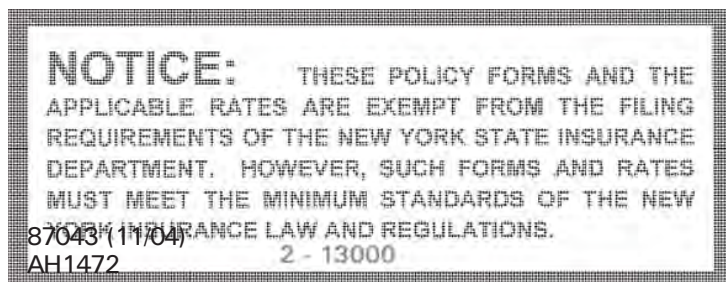 NOTICE: THESE POLICY FORMS AND THE
APPLICABLE RATES ARE EXEMPT FROM THE FILING
REQUIREMENTS OF THE NEW YORK STATE INSURANCE
DEPARTMENT. HOWEVER, SUCH FORMS AND RATES
MUST MEET THE MINIMUM STANDARDS OF THE NEW
YORK INSURANCE LAW AND REGULATIONS.
87043 (11/04)
2 - 13000
AH1472